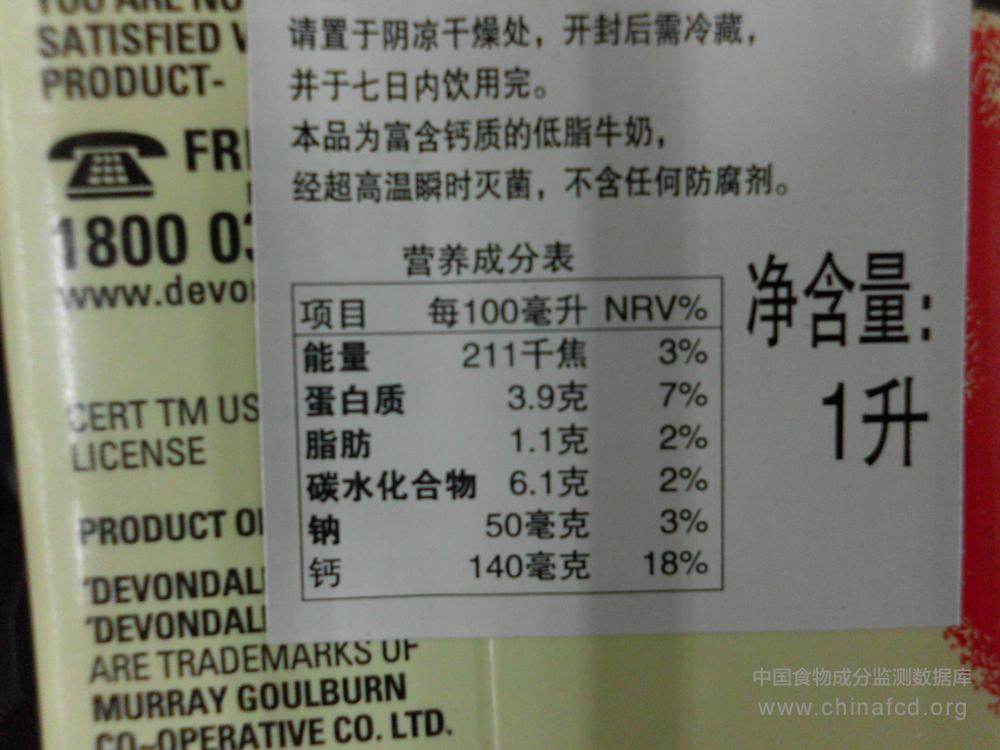 YOU ARE NO
SATISFIED
PRODUCT-
FRE
1800 03
www.devo
CERT TM US
LICENSE
PRODUCT O
'DEVONDAL
'DEVONDAL
ARE TRADEMARKS OF
MURRAY GOULBURN
CO-OPERATIVE CO. LTD.
请置于阴凉干燥处，开封后需冷藏，
并于七日内饮用完。
本品为富含钙质的低脂牛奶，
经超高温瞬时灭菌，不含任何防腐剂。
营养成分表
项目 每100毫升 NRV%
能量 211千焦 3%
蛋白质 3.9克 7%
脂肪 1.1克 2%
碳水化合物 6.1克 2%
钠 50毫克 3%
钙 140毫克 18%
净含量：
1升
中国食物成分监测数据库
www.chinafcd.org